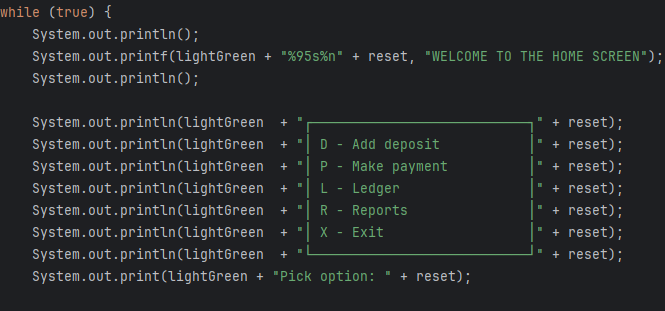 while (true) {
    System.out.println();
    System.out.printf(lightGreen + "%95s%n" + reset, "WELCOME TO THE HOME SCREEN");
    System.out.println();

    System.out.println(lightGreen  + "┌───────────────────────────┐" + reset);
    System.out.println(lightGreen  + "│ D - Add deposit           │" + reset);
    System.out.println(lightGreen  + "│ P - Make payment          │" + reset);
    System.out.println(lightGreen  + "│ L - Ledger                │" + reset);
    System.out.println(lightGreen  + "│ R - Reports               │" + reset);
    System.out.println(lightGreen  + "│ X - Exit                  │" + reset);
    System.out.println(lightGreen  + "└───────────────────────────┘" + reset);
    System.out.print(lightGreen + "Pick option: " + reset);